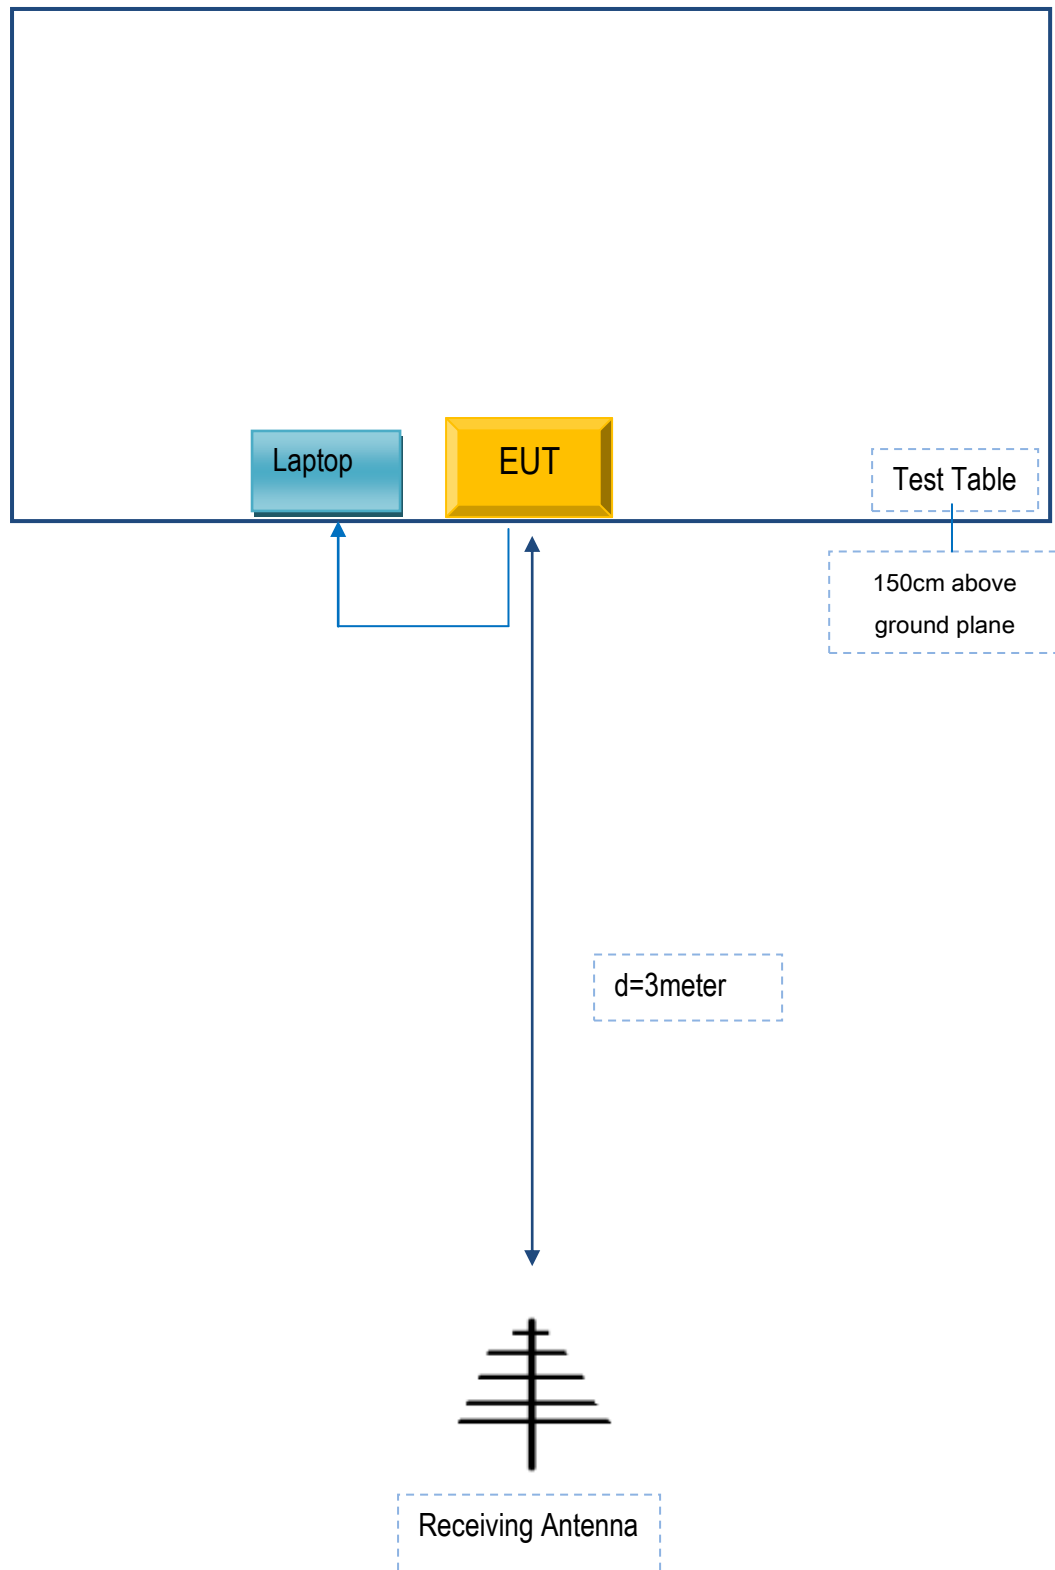 Laptop
EUT
Test Table
150cm above
ground plane
d=3meter
Receiving Antenna